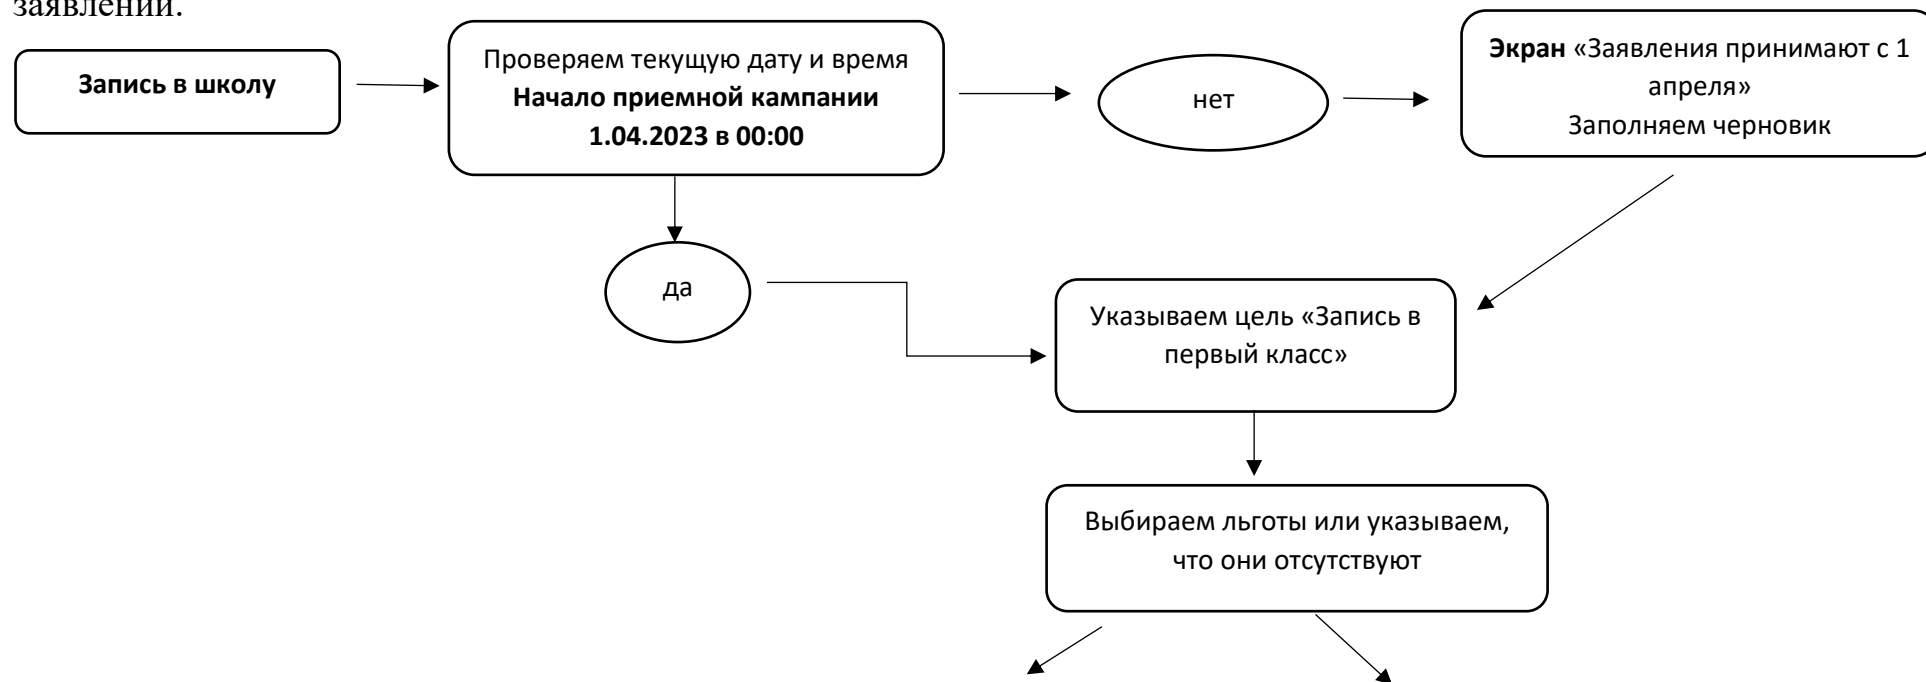 заявлений.
Запись в школу
Проверяем текущую дату и время
Начало приемной кампании
1.04.2023 в 00:00
нет
Экран «Заявления принимают с 1
апреля»
Заполняем черновик
да
Указываем цель «Запись в
первый класс»
Выбираем льготы или указываем,
что они отсутствуют